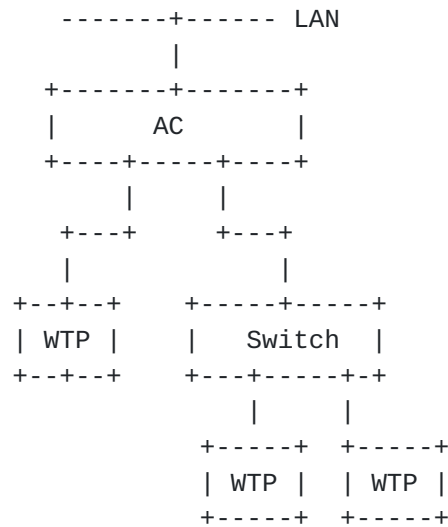 -------+------ LAN
|
+-------+-------+
|       AC      |
+----+-----+----+
|     |
+---+     +---+
|             |
+--+--+    +-----+-----+
| WTP |    |   Switch  |
+--+--+    +---+-----+-+
|     |
+-----+  +-----+
| WTP |  | WTP |
+-----+  +-----+